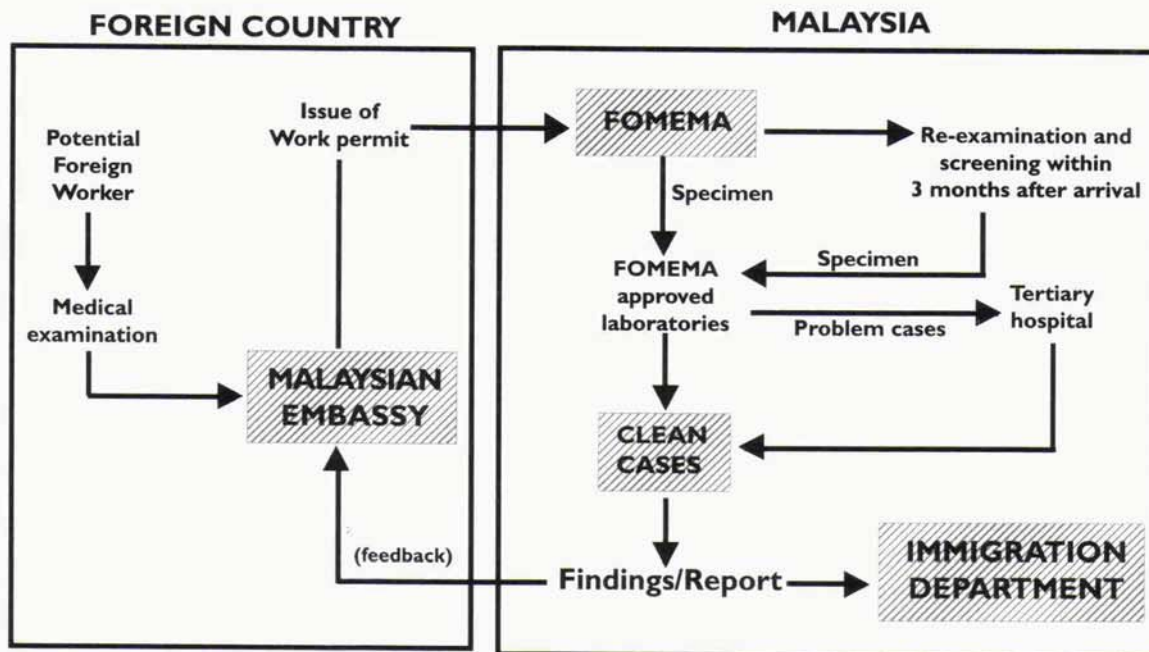 FOREIGN COUNTRY
Potential
Foreign
Worker
Medical
examination
Issue of
Work permit
MALAYSIAN
EMBASSY
(feedback)
MALAYSIA
FOMEMA
Re-examination and
screening within
3 months after arrival
Specimen
Specimen
FOMEMA
approved
laboratories
Problem cases
Tertiary
hospital
CLEAN
CASES
Findings/Report
IMMIGRATION
DEPARTMENT